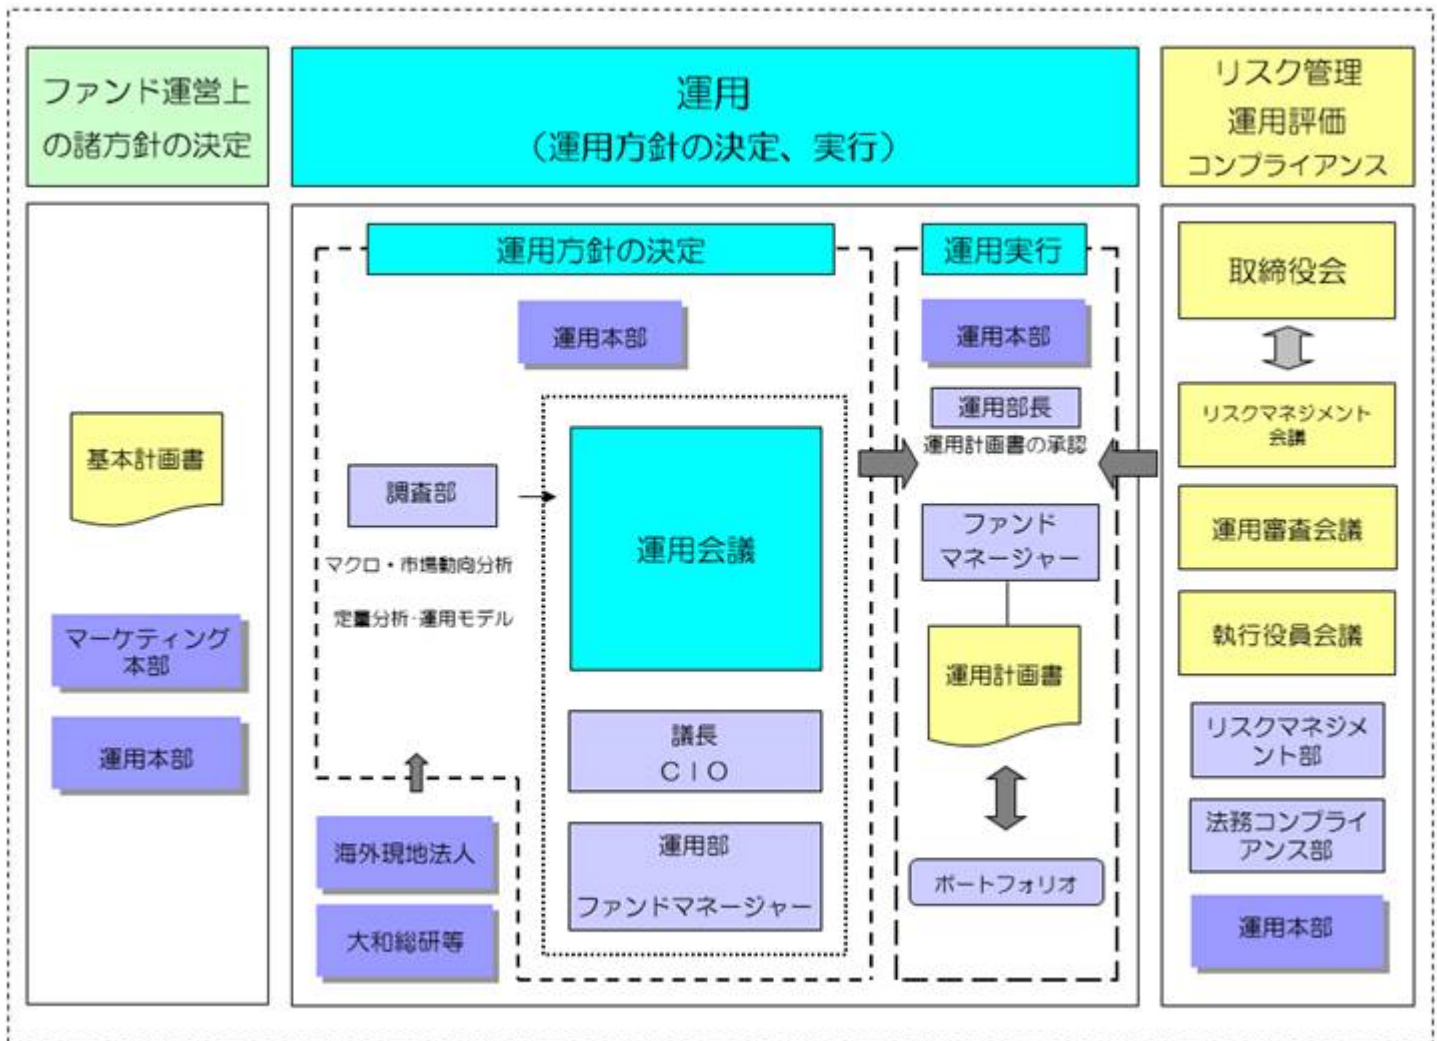 ファンド運営上
の諸方針の決定
運用
（運用方針の決定、実行）
リスク管理
運用評価
コンプライアンス
基本計画書
マーケティング
本部
運用本部
運用方針の決定
運用本部
調査部
マクロ・市場動向分析
定量分析･運用モデル
運用会議
議長
ＣＩＯ
運用部
ファンドマネージャー
海外現地法人
大和総研等
運用実行
運用本部
運用部長
運用計画書の承認
ファンド
マネージャー
運用計画書
ポートフォリオ
取締役会
リスクマネジメント
会議
運用審査会議
執行役員会議
リスクマネジメ
ント部
法務コンプライ
アンス部
運用本部